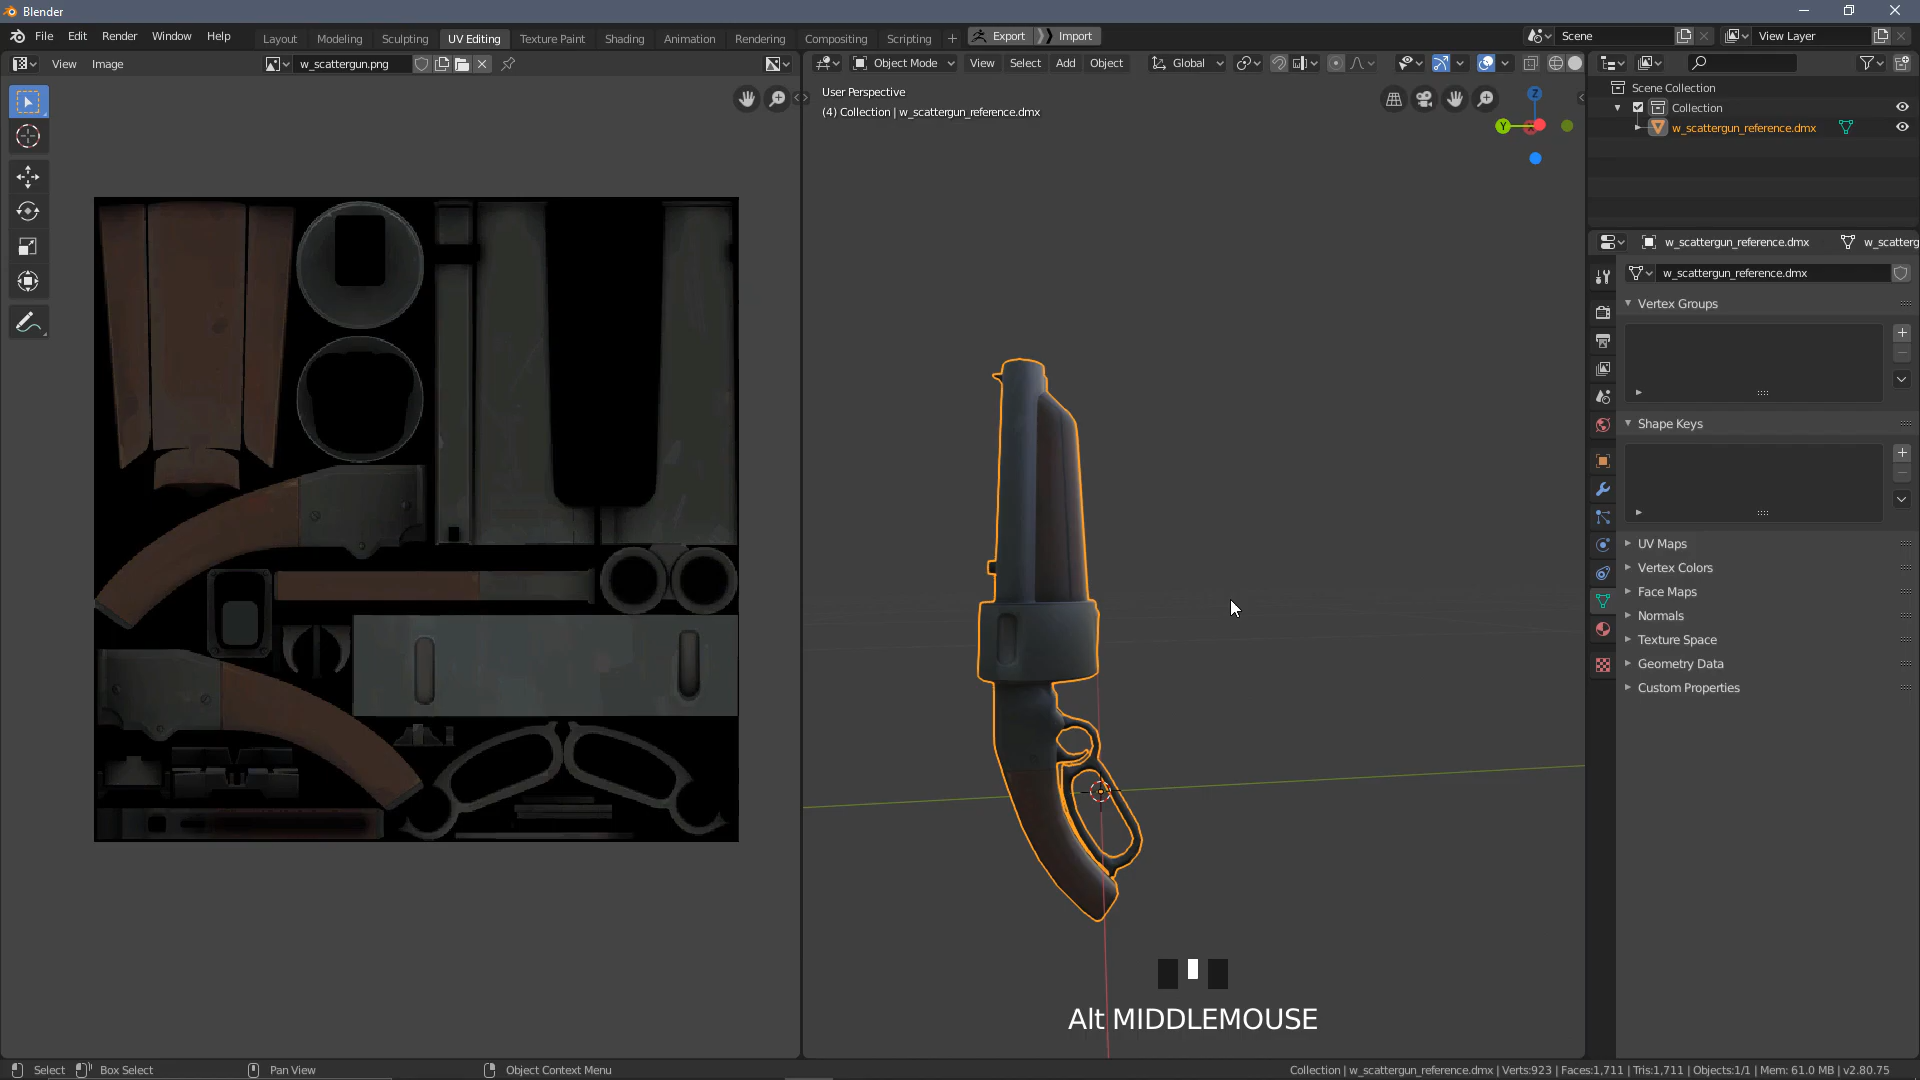 Blender
File Edit Render Window Help
Layout Modeling Sculpting UV Editing Texture Paint Shading Animation Rendering Compositing Scripting + Export Import
Scene
View Layer
View Image w_scattergun.png
Object Mode View Select Add Object Global
User Perspective
(4) Collection | w_scattergun_reference.dmx
Z
Y
Scene Collection
Collection
w_scattergun_reference.dmx
w_scattergun_reference.dmx w_scatterg
w_scattergun_reference.dmx
Vertex Groups
Shape Keys
UV Maps
Vertex Colors
Face Maps
Normals
Texture Space
Geometry Data
Custom Properties
Alt MIDDLEMOUSE
Select Box Select Pan View Object Context Menu
Collection | w_scattergun_reference.dmx | Verts:923 | Faces:1,711 | Tris:1,711 | Objects:1/1 | Mem: 61.0 MB | v2.80.75